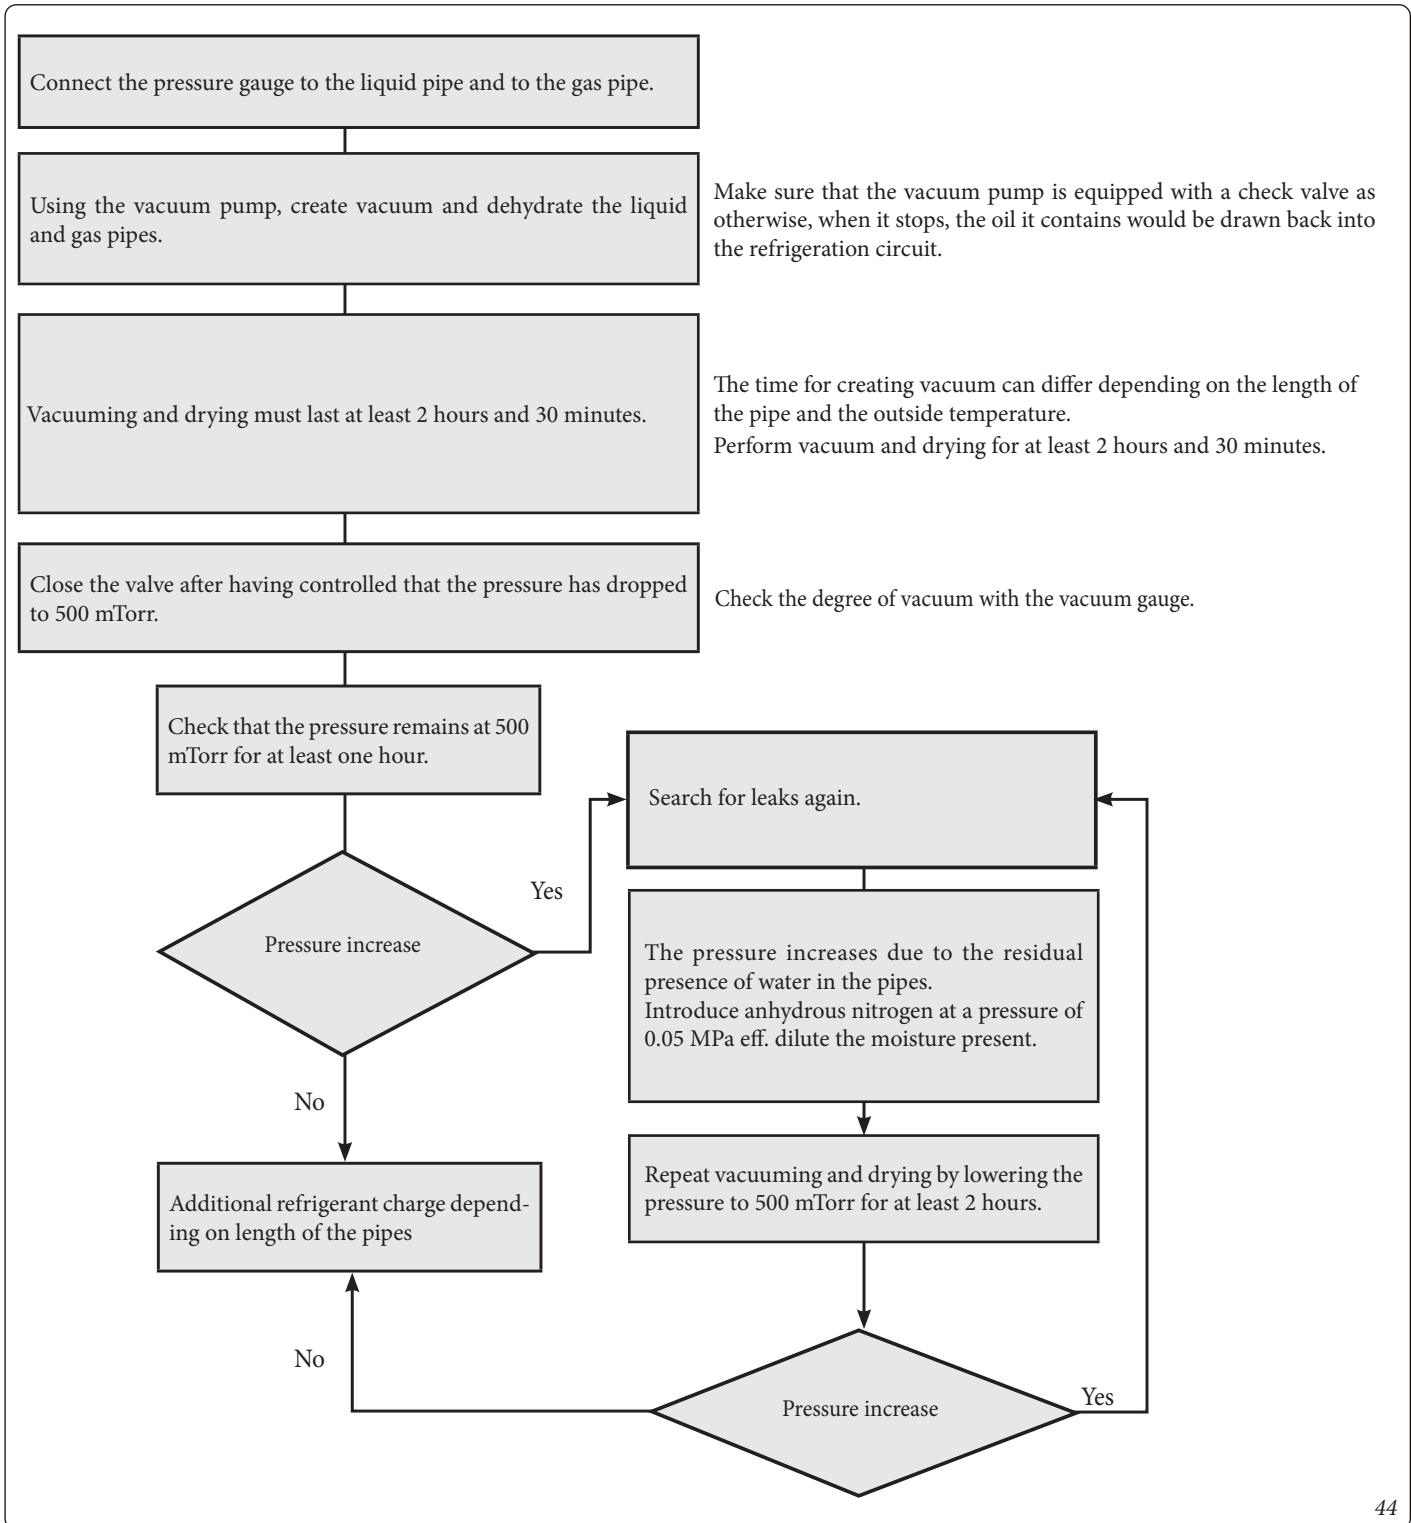 Connect the pressure gauge to the liquid pipe and to the gas pipe.
Using the vacuum pump, create vacuum and dehydrate the liquid
and gas pipes.
Make sure that the vacuum pump is equipped with a check valve as
otherwise, when it stops, the oil it contains would be drawn back into
the refrigeration circuit.
Vacuuming and drying must last at least 2 hours and 30 minutes.
The time for creating vacuum can differ depending on the length of
the pipe and the outside temperature.
Perform vacuum and drying for at least 2 hours and 30 minutes.
Close the valve after having controlled that the pressure has dropped
to 500 mTorr.
Check the degree of vacuum with the vacuum gauge.
Check that the pressure remains at 500
mTorr for at least one hour.
Search for leaks again.
Yes
Pressure increase
The pressure increases due to the residual
presence of water in the pipes.
Introduce anhydrous nitrogen at a pressure of
0.05 MPa eff. dilute the moisture present.
No
Additional refrigerant charge depend-
ing on length of the pipes
Repeat vacuuming and drying by lowering the
pressure to 500 mTorr for at least 2 hours.
No
Pressure increase
Yes
44